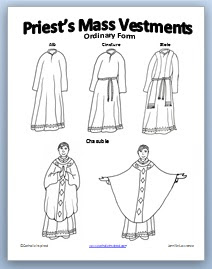 Priest's Mass Vestments
Ordinary Form
Alb Cincture Stole
Chasuble